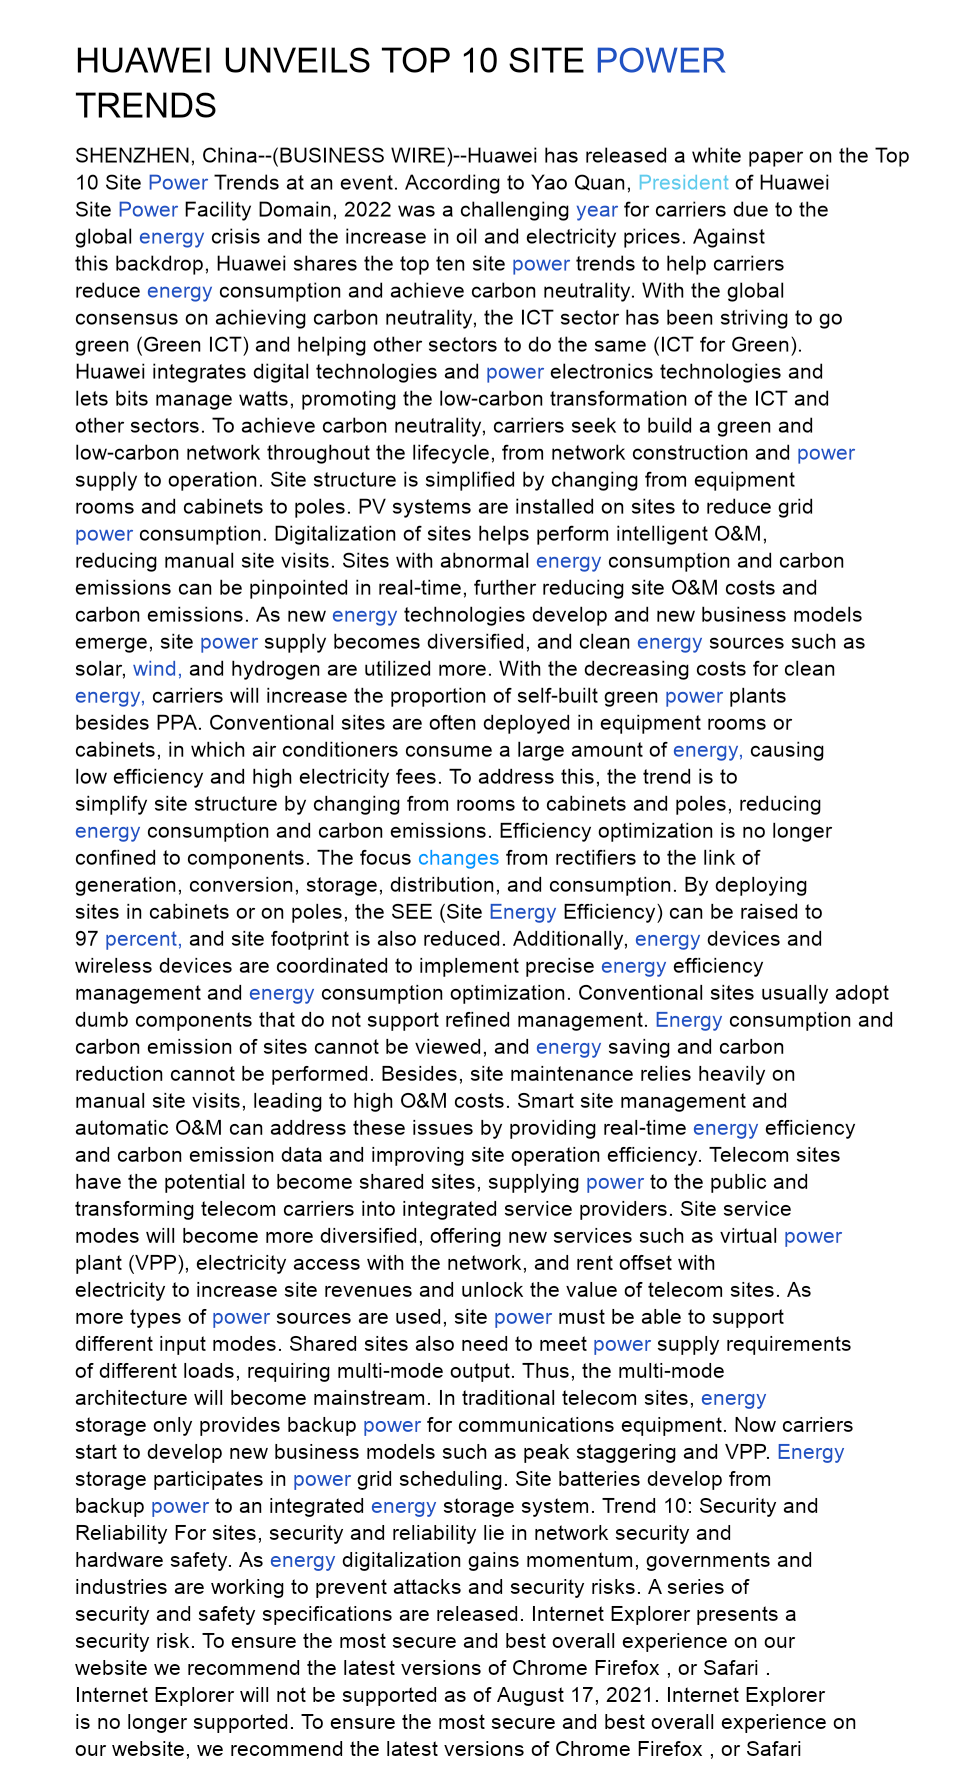 HUAWEI UNVEILS TOP 10 SITE POWER
TRENDS
SHENZHEN, China--(BUSINESS WIRE)--Huawei has released a white paper on the Top
10 Site Power Trends at an event. According to Yao Quan, President of Huawei
Site Power Facility Domain, 2022 was a challenging year for carriers due to the
global energy crisis and the increase in oil and electricity prices. Against
this backdrop, Huawei shares the top ten site power trends to help carriers
reduce energy consumption and achieve carbon neutrality. With the global
consensus on achieving carbon neutrality, the ICT sector has been striving to go
green (Green ICT) and helping other sectors to do the same (ICT for Green).
Huawei integrates digital technologies and power electronics technologies and
lets bits manage watts, promoting the low-carbon transformation of the ICT and
other sectors. To achieve carbon neutrality, carriers seek to build a green and
low-carbon network throughout the lifecycle, from network construction and power
supply to operation. Site structure is simplified by changing from equipment
rooms and cabinets to poles. PV systems are installed on sites to reduce grid
power consumption. Digitalization of sites helps perform intelligent O&M,
reducing manual site visits. Sites with abnormal energy consumption and carbon
emissions can be pinpointed in real-time, further reducing site O&M costs and
carbon emissions. As new energy technologies develop and new business models
emerge, site power supply becomes diversified, and clean energy sources such as
solar, wind, and hydrogen are utilized more. With the decreasing costs for clean
energy, carriers will increase the proportion of self-built green power plants
besides PPA. Conventional sites are often deployed in equipment rooms or
cabinets, in which air conditioners consume a large amount of energy, causing
low efficiency and high electricity fees. To address this, the trend is to
simplify site structure by changing from rooms to cabinets and poles, reducing
energy consumption and carbon emissions. Efficiency optimization is no longer
confined to components. The focus changes from rectifiers to the link of
generation, conversion, storage, distribution, and consumption. By deploying
sites in cabinets or on poles, the SEE (Site Energy Efficiency) can be raised to
97 percent, and site footprint is also reduced. Additionally, energy devices and
wireless devices are coordinated to implement precise energy efficiency
management and energy consumption optimization. Conventional sites usually adopt
dumb components that do not support refined management. Energy consumption and
carbon emission of sites cannot be viewed, and energy saving and carbon
reduction cannot be performed. Besides, site maintenance relies heavily on
manual site visits, leading to high O&M costs. Smart site management and
automatic O&M can address these issues by providing real-time energy efficiency
and carbon emission data and improving site operation efficiency. Telecom sites
have the potential to become shared sites, supplying power to the public and
transforming telecom carriers into integrated service providers. Site service
modes will become more diversified, offering new services such as virtual power
plant (VPP), electricity access with the network, and rent offset with
electricity to increase site revenues and unlock the value of telecom sites. As
more types of power sources are used, site power must be able to support
different input modes. Shared sites also need to meet power supply requirements
of different loads, requiring multi-mode output. Thus, the multi-mode
architecture will become mainstream. In traditional telecom sites, energy
storage only provides backup power for communications equipment. Now carriers
start to develop new business models such as peak staggering and VPP. Energy
storage participates in power grid scheduling. Site batteries develop from
backup power to an integrated energy storage system. Trend 10: Security and
Reliability For sites, security and reliability lie in network security and
hardware safety. As energy digitalization gains momentum, governments and
industries are working to prevent attacks and security risks. A series of
security and safety specifications are released. Internet Explorer presents a
security risk. To ensure the most secure and best overall experience on our
website we recommend the latest versions of Chrome Firefox , or Safari .
Internet Explorer will not be supported as of August 17, 2021. Internet Explorer
is no longer supported. To ensure the most secure and best overall experience on
our website, we recommend the latest versions of Chrome Firefox , or Safari